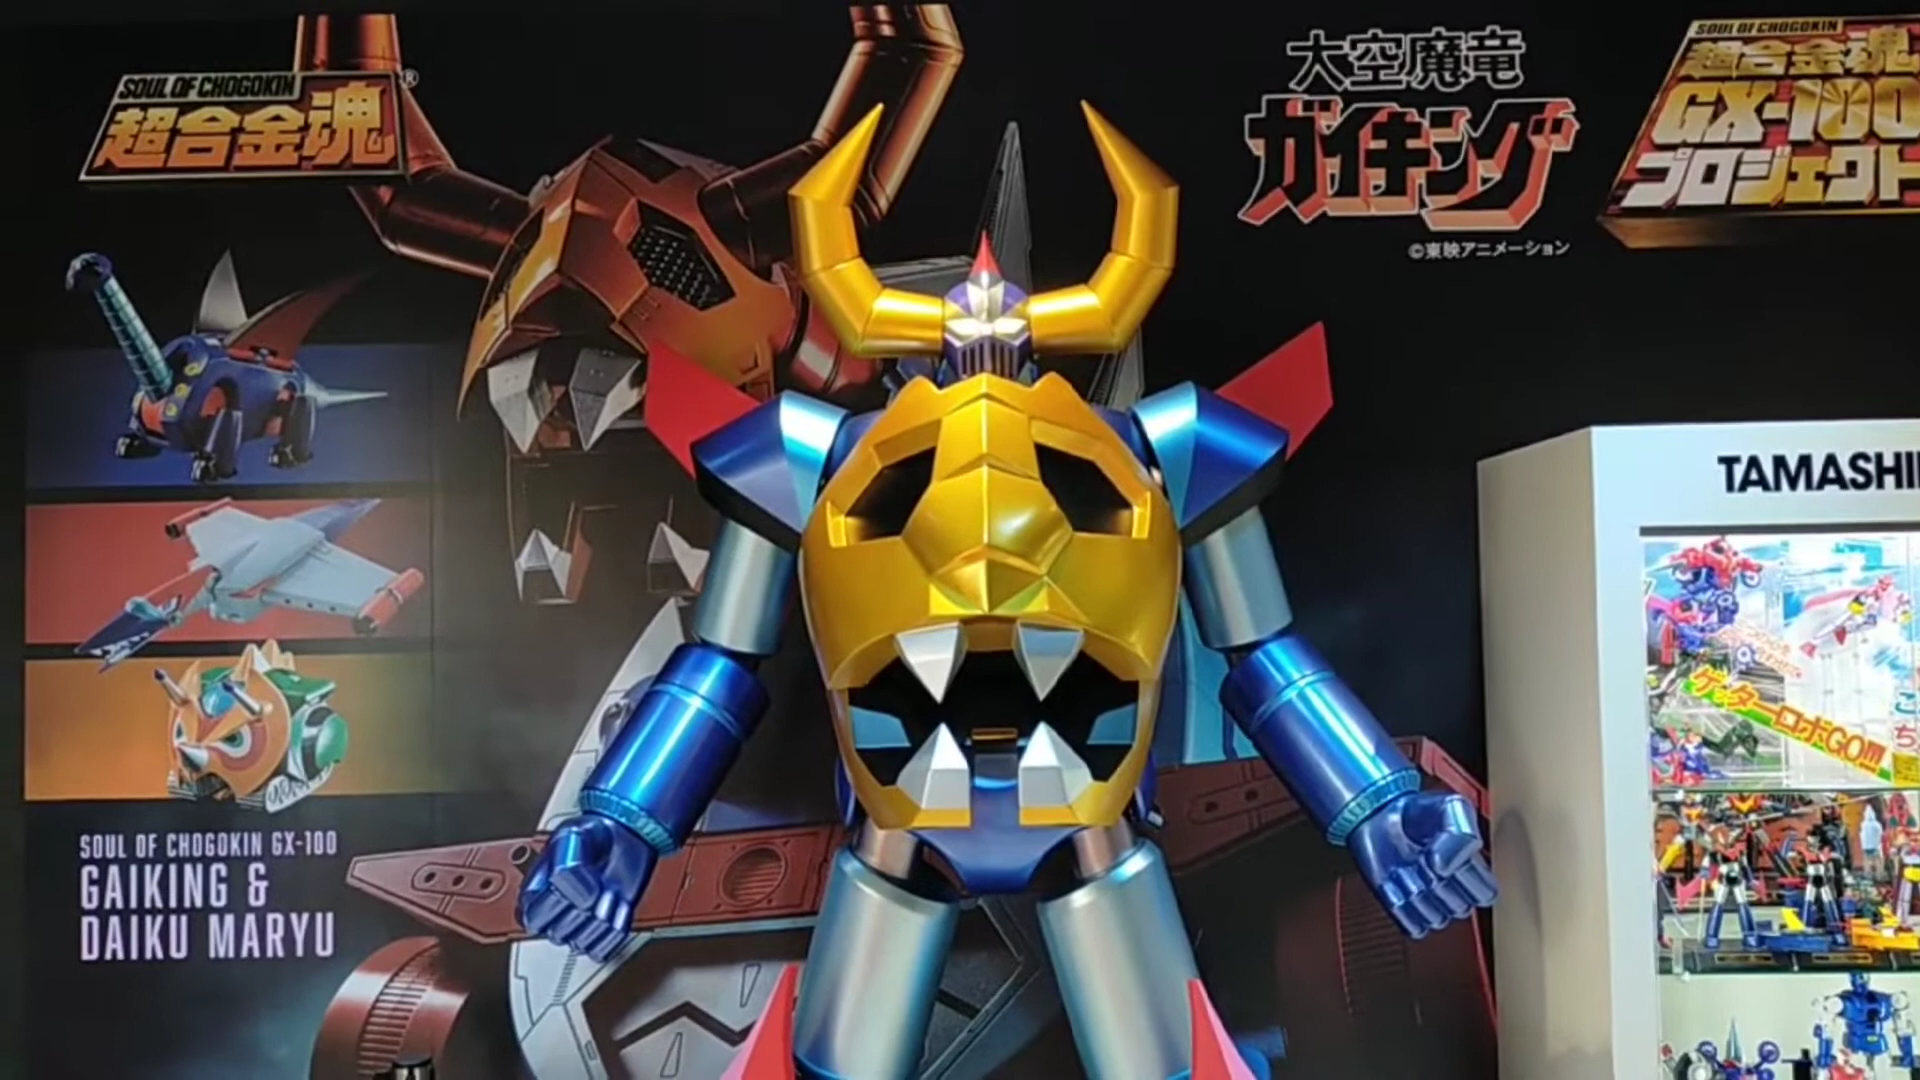 SOUL OF CHOGOKIN
超合金魂®
大空魔竜
ガイキング
©東映アニメーション
SOUL OF CHOGOKIN
超合金魂
GX-100
プロジェクト
SOUL OF CHOGOKIN GX-100
GAIKING &
DAIKU MARYU
TAMASHII
ゲッターロボGO